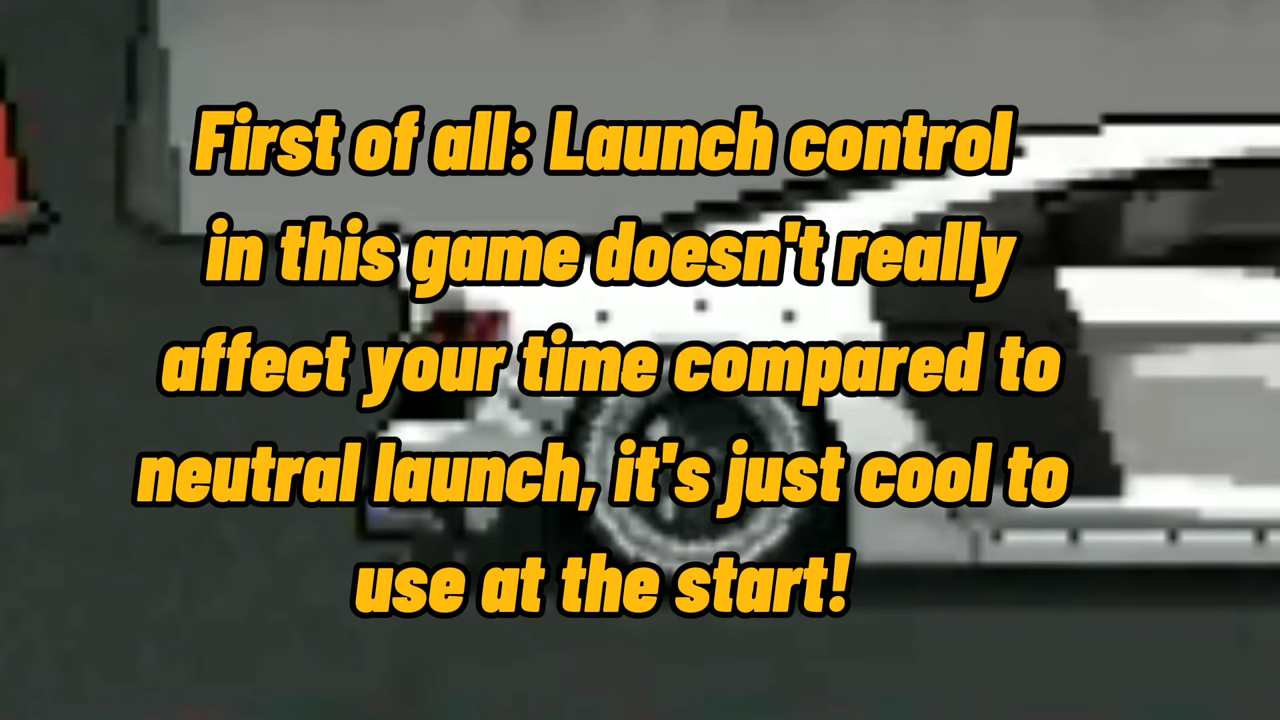 First of all: Launch control
in this game doesn't really
affect your time compared to
neutral launch, it's just cool to
use at the start!